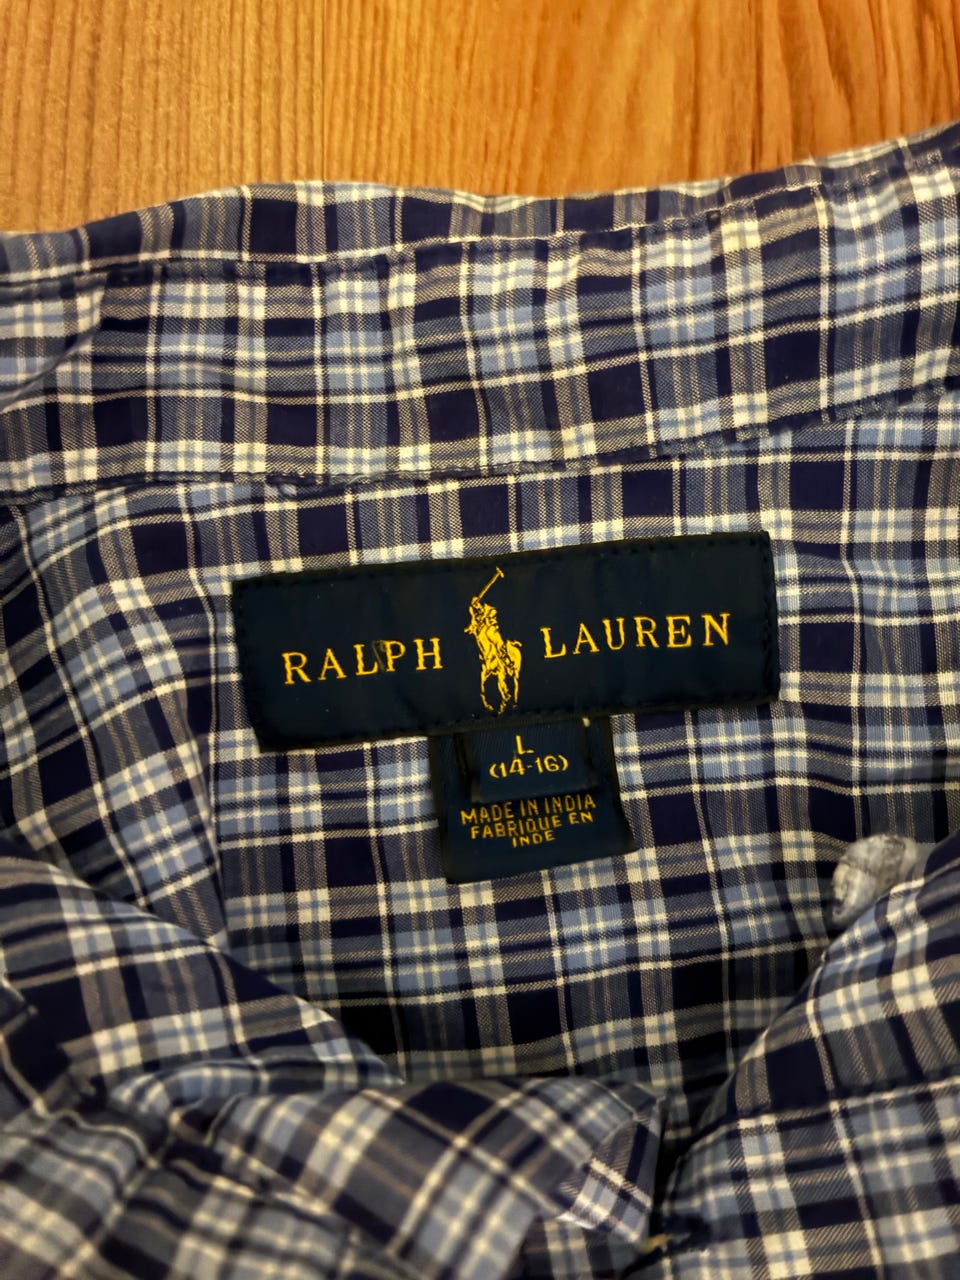 RALPH LAUREN
L
(14-16)
MADE IN INDIA
FABRIQUE EN
INDE